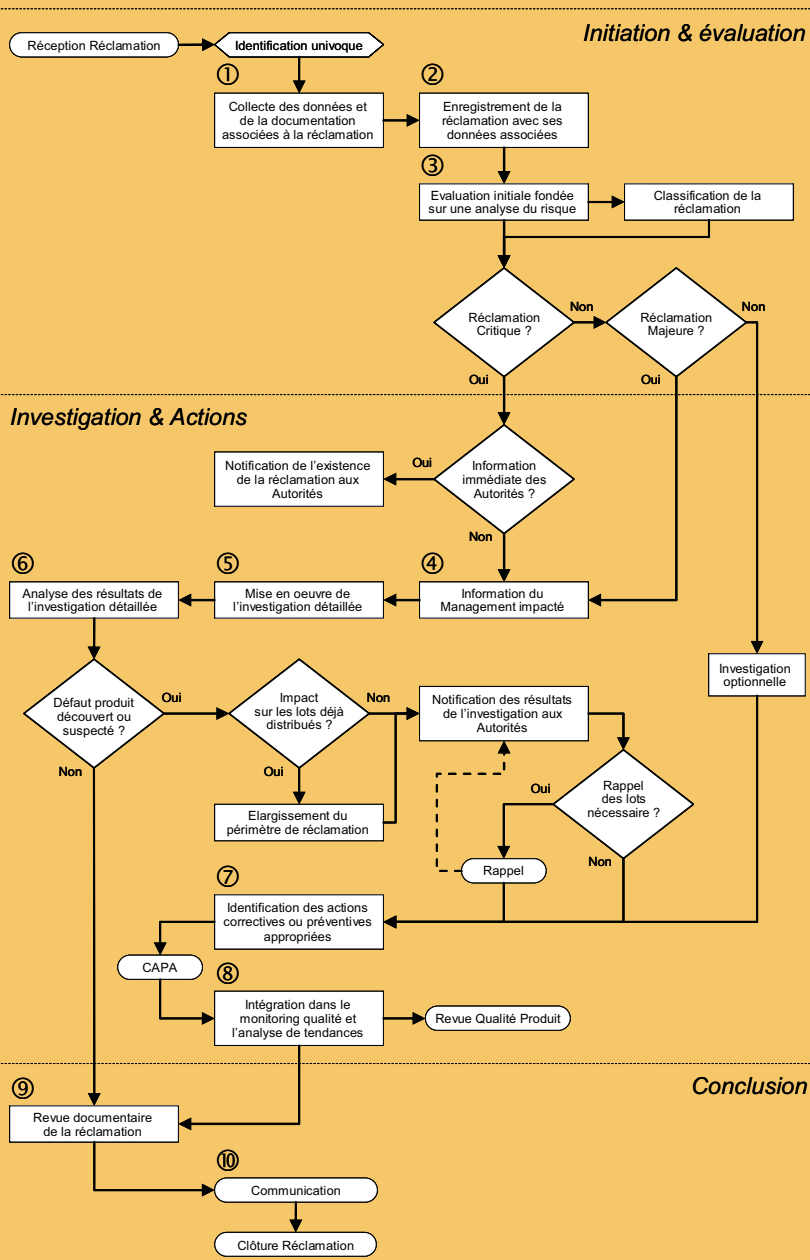 Initiation & évaluation
Réception Réclamation
Identification univoque
①
②
Collecte des données et
de la documentation
associées à la réclamation
Enregistrement de la
réclamation avec ses
données associées
③
Evaluation initiale fondée
sur une analyse du risque
Classification de la
réclamation
Réclamation
Critique ?
Non
Réclamation
Majeure ?
Non
Oui
Oui
Investigation & Actions
Notification de l'existence
de la réclamation aux
Autorités
Oui
Information
immédiate des
Autorités ?
Non
⑥
⑤
④
Analyse des résultats de
l'investigation détaillée
Mise en oeuvre de
l'investigation détaillée
Information du
Management impacté
Investigation
optionnelle
Défaut produit
découvert ou
suspecté ?
Oui
Impact
sur les lots déjà
distribués ?
Non
Notification des résultats
de l'investigation aux
Autorités
Non
Oui
Elargissement du
périmètre de réclamation
Oui
Rappel
des lots
nécessaire ?
Rappel
Non
⑦
Identification des actions
correctives ou préventives
appropriées
CAPA
⑧
Intégration dans le
monitoring qualité et
l'analyse de tendances
Revue Qualité Produit
Conclusion
⑨
Revue documentaire
de la réclamation
⑩
Communication
Clôture Réclamation